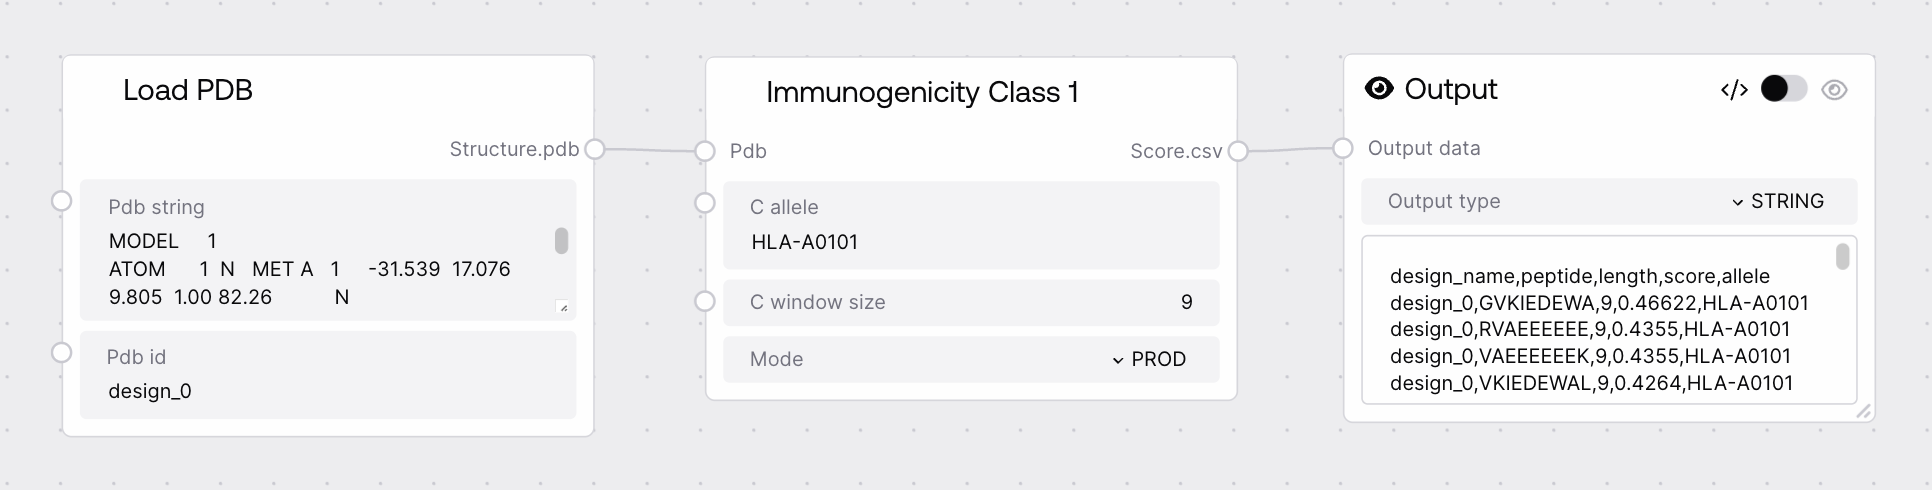 Load PDB
Structure.pdb
Pdb string
MODEL 1
ATOM 1 N MET A 1 -31.539 17.076
9.805 1.00 82.26 N
Pdb id
design_0
Immunogenicity Class 1
Pdb
Score.csv
C allele
HLA-A0101
C window size 9
Mode PROD
Output </>
Output data
Output type STRING
design_name,peptide,length,score,allele
design_0,GVKIEDEWA,9,0.46622,HLA-A0101
design_0,RVAEEEEEE,9,0.4355,HLA-A0101
design_0,VAEEEEEEK,9,0.4355,HLA-A0101
design_0,VKIEDEWAL,9,0.4264,HLA-A0101